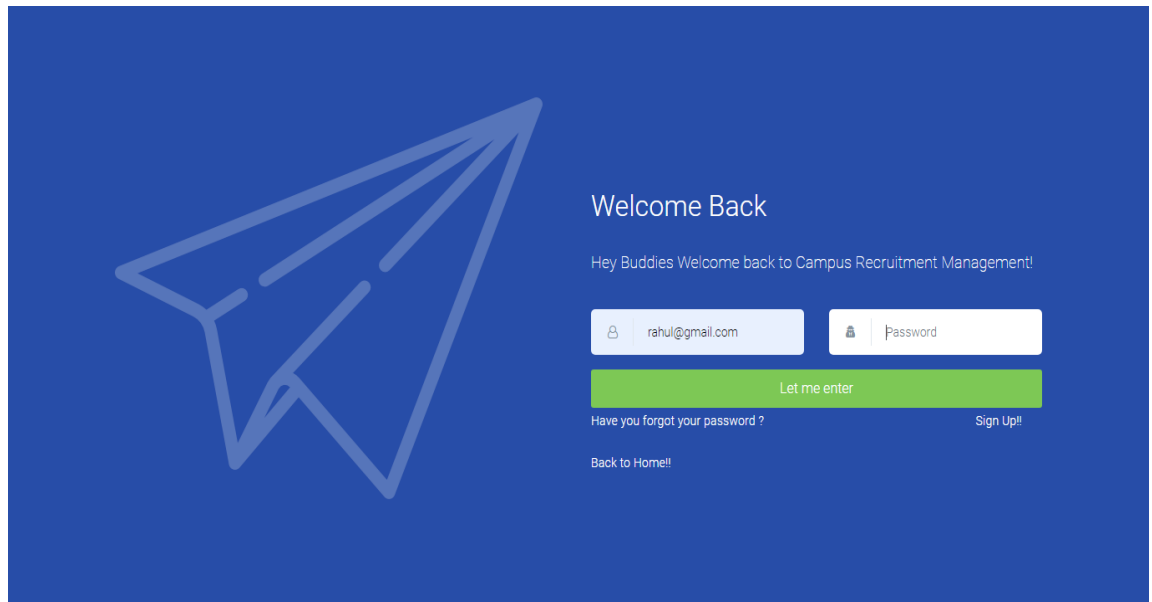 Welcome Back
Hey Buddies Welcome back to Campus Recruitment Management!
rahul@gmail.com Password
Let me enter
Have you forgot your password ? Sign Up!!
Back to Home!!